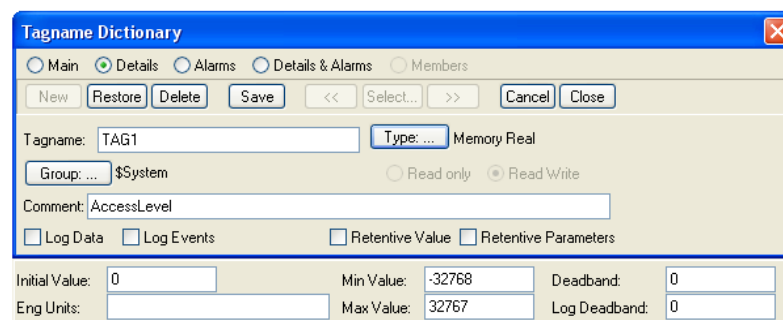 Tagname Dictionary
Main Details Alarms Details & Alarms Members
New Restore Delete Save << Select... >> Cancel Close
Tagname: TAG1 Type: ... Memory Real
Group: ... $System Read only Read Write
Comment: AccessLevel
Log Data Log Events Retentive Value Retentive Parameters
Initial Value: 0 Min Value: -32768 Deadband: 0
Eng Units: Max Value: 32767 Log Deadband: 0